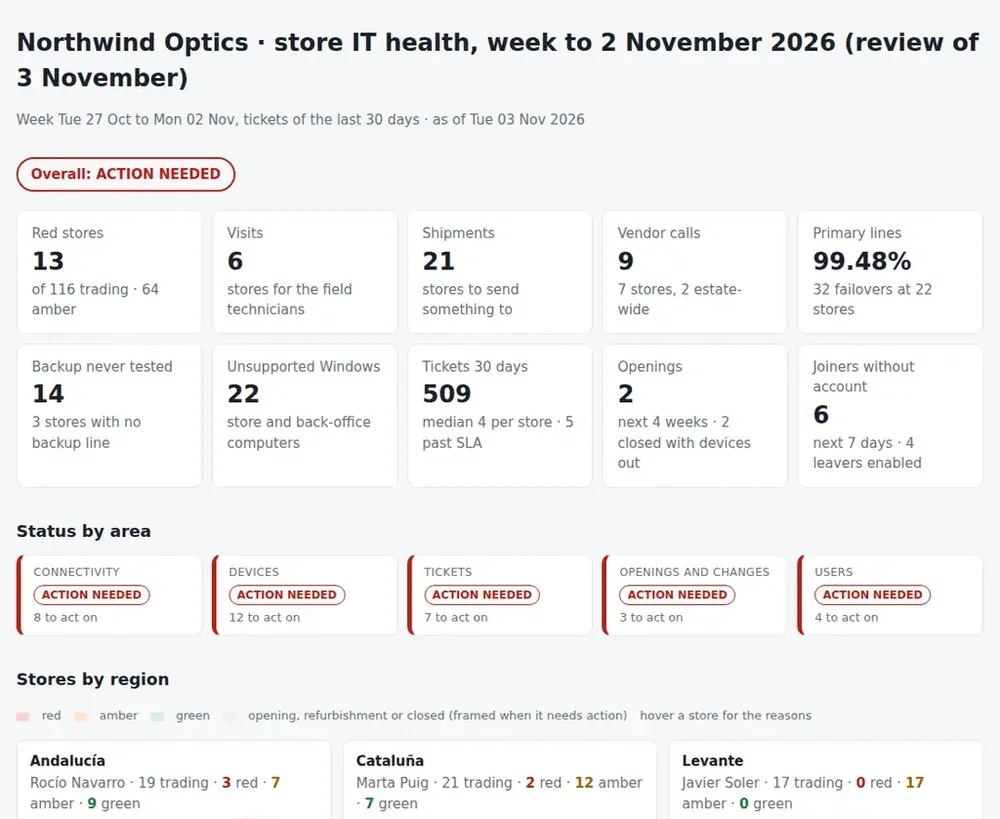 Northwind Optics · store IT health, week to 2 November 2026 (review of
3 November)
Week Tue 27 Oct to Mon 02 Nov, tickets of the last 30 days · as of Tue 03 Nov 2026
Overall: ACTION NEEDED
Red stores
13
of 116 trading · 64
amber
Visits
6
stores for the field
technicians
Shipments
21
stores to send
something to
Vendor calls
9
7 stores, 2 estate-
wide
Primary lines
99.48%
32 failovers at 22
stores
Backup never tested
14
3 stores with no
backup line
Unsupported Windows
22
store and back-office
computers
Tickets 30 days
509
median 4 per store · 5
past SLA
Openings
2
next 4 weeks · 2
closed with devices
out
Joiners without
account
6
next 7 days · 4
leavers enabled
Status by area
CONNECTIVITY
ACTION NEEDED
8 to act on
DEVICES
ACTION NEEDED
12 to act on
TICKETS
ACTION NEEDED
7 to act on
OPENINGS AND CHANGES
ACTION NEEDED
3 to act on
USERS
ACTION NEEDED
4 to act on
Stores by region
red amber green opening, refurbishment or closed (framed when it needs action) hover a store for the reasons
Andalucía
Rocío Navarro · 19 trading · 3 red · 7
amber · 9 green
Cataluña
Marta Puig · 21 trading · 2 red · 12 amber
· 7 green
Levante
Javier Soler · 17 trading · 0 red · 17
amber · 0 green